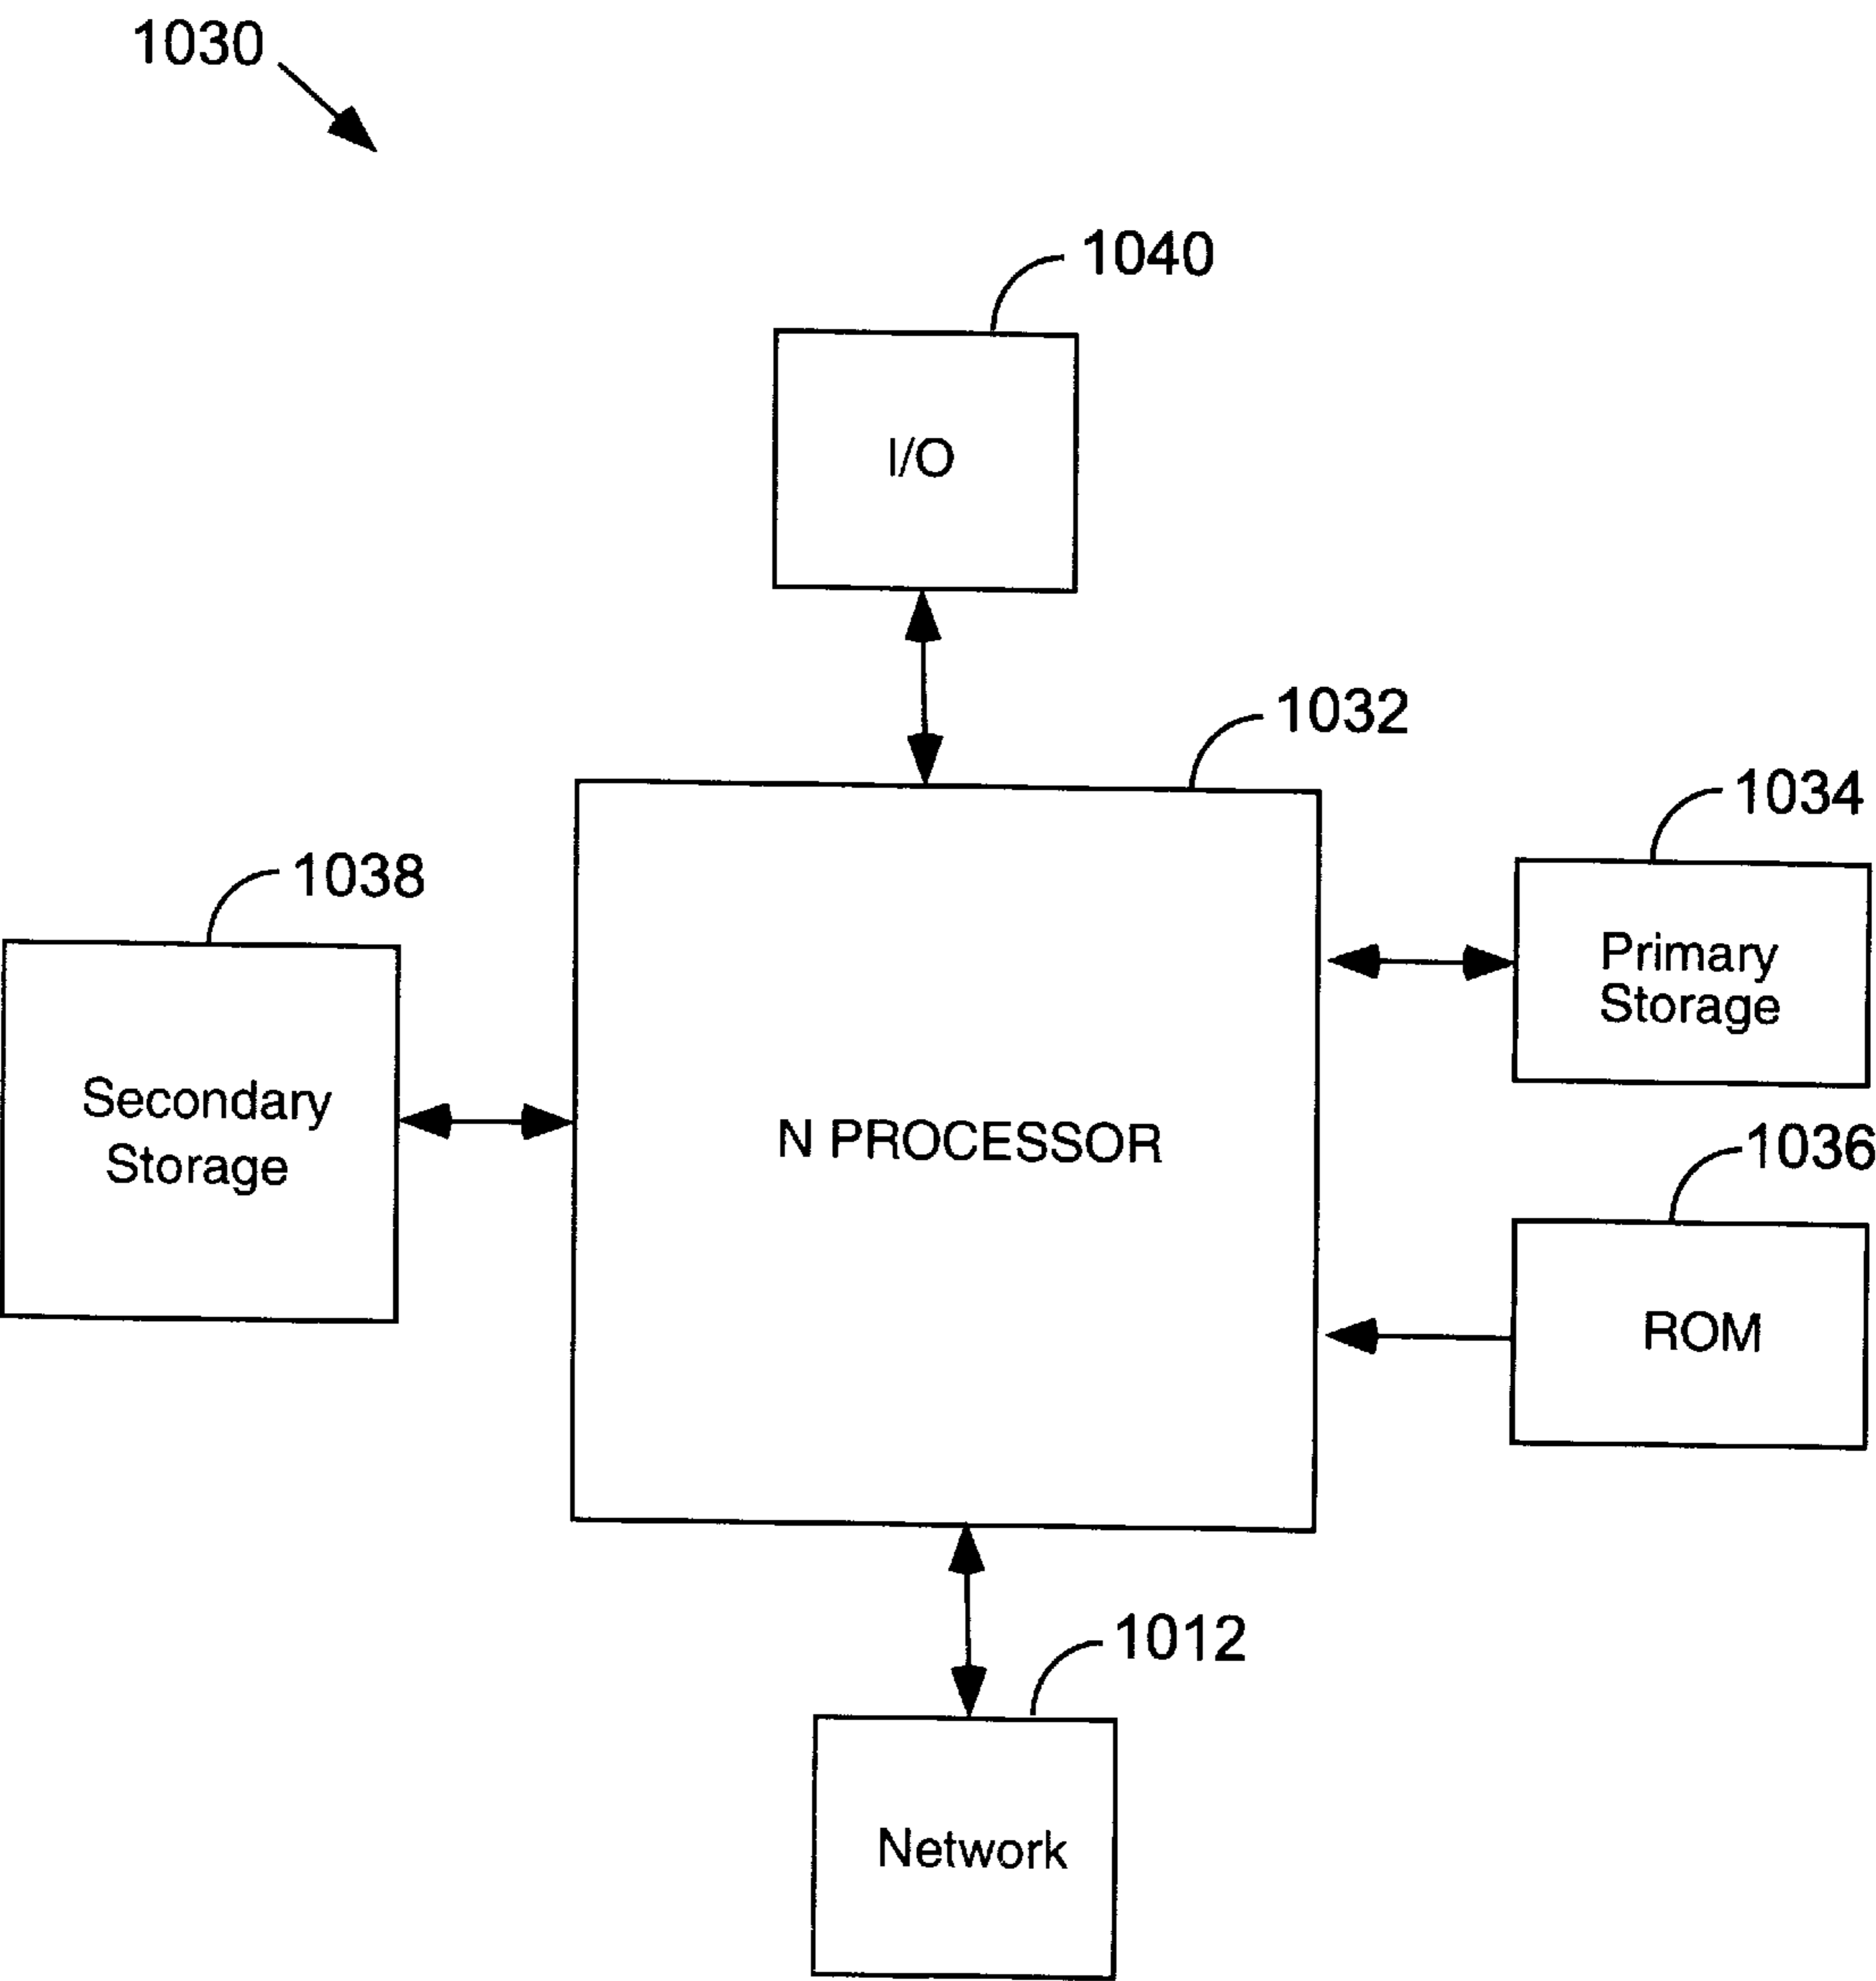 1030
1040
I/O
1032
1034
1038
Primary
Storage
Secondary
Storage
N PROCESSOR
1036
ROM
1012
Network